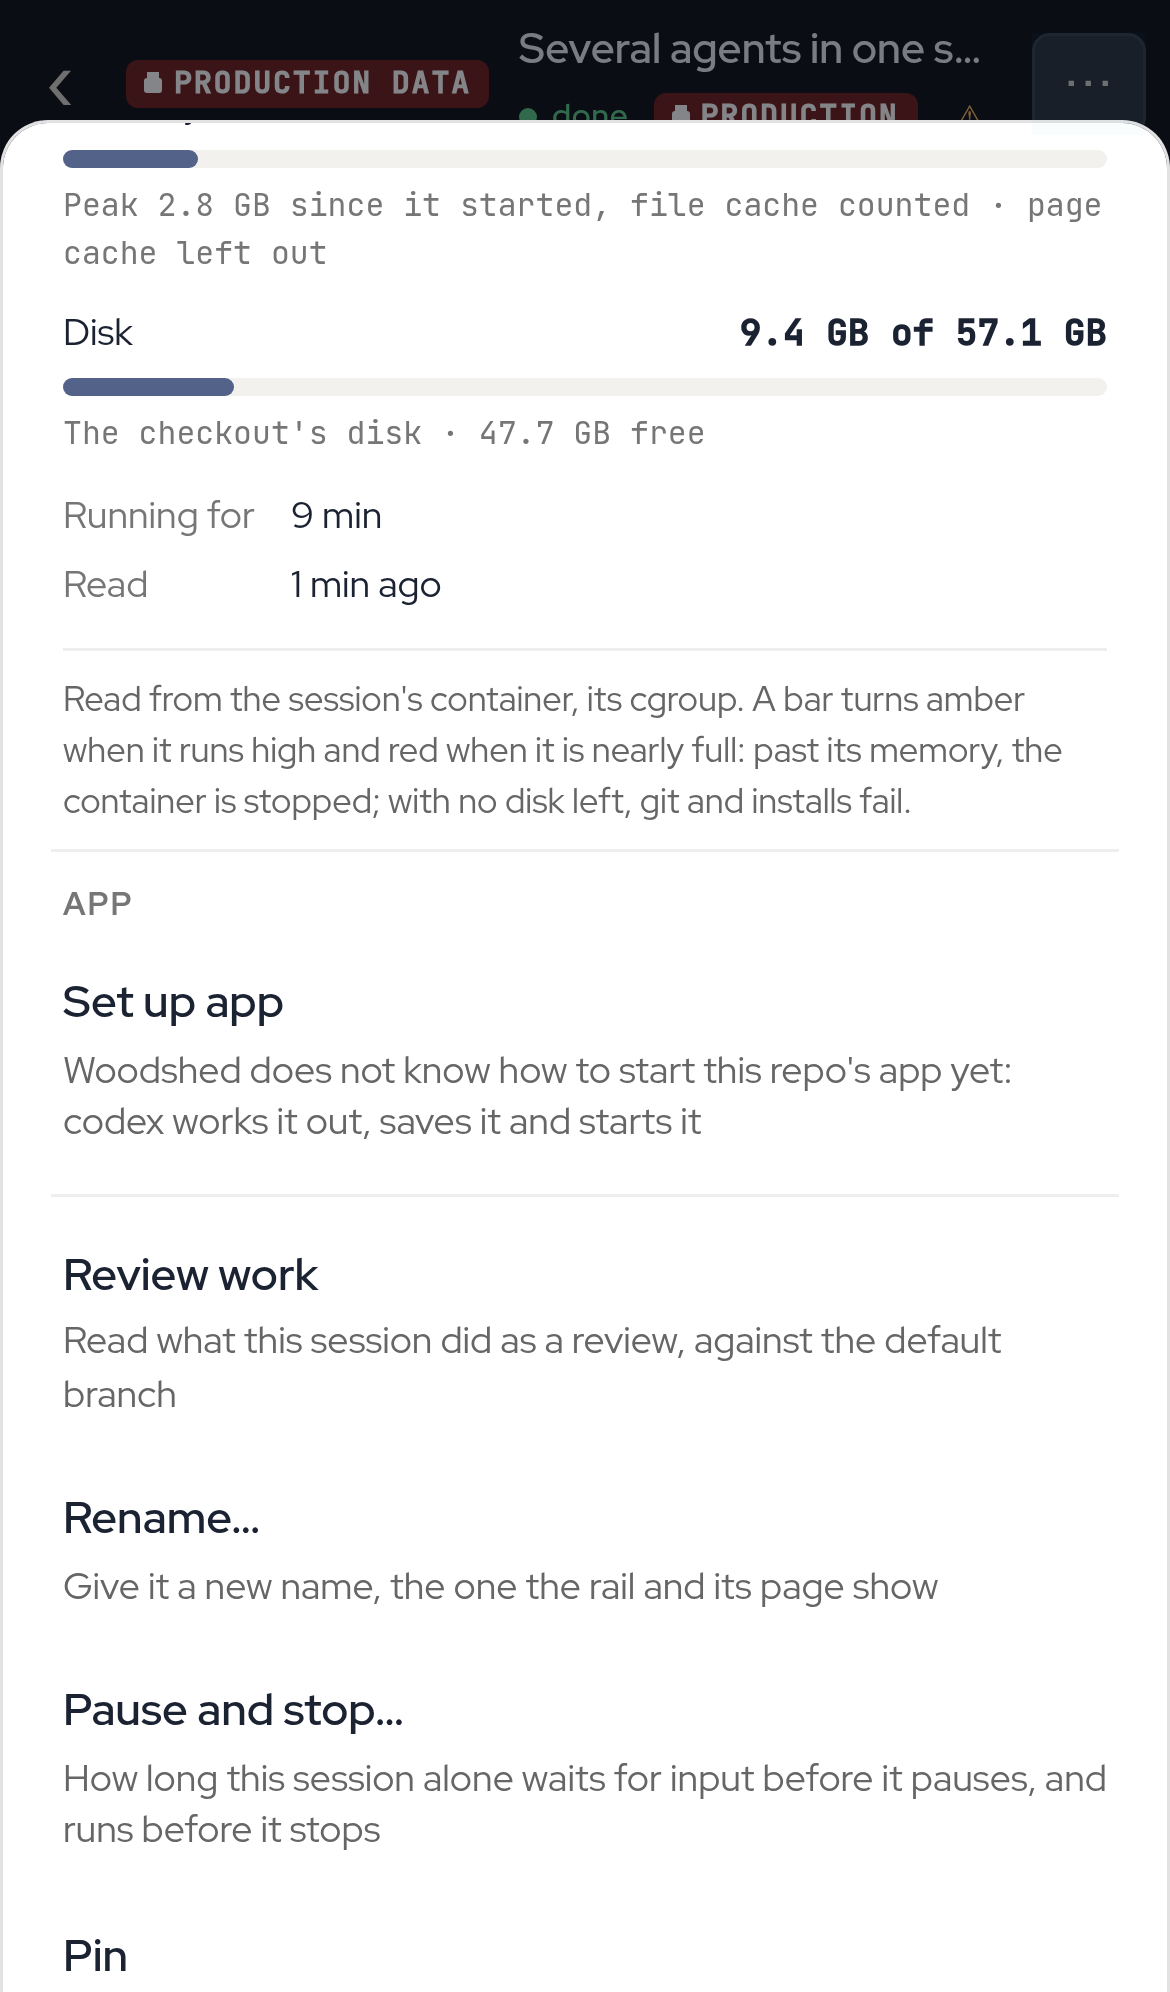 Several agents in one s...
PRODUCTION DATA
done PRODUCTION
Peak 2.8 GB since it started, file cache counted · page
cache left out
Disk 9.4 GB of 57.1 GB
The checkout's disk · 47.7 GB free
Running for 9 min
Read 1 min ago
Read from the session's container, its cgroup. A bar turns amber
when it runs high and red when it is nearly full: past its memory, the
container is stopped; with no disk left, git and installs fail.
APP
Set up app
Woodshed does not know how to start this repo's app yet:
codex works it out, saves it and starts it
Review work
Read what this session did as a review, against the default
branch
Rename...
Give it a new name, the one the rail and its page show
Pause and stop...
How long this session alone waits for input before it pauses, and
runs before it stops
Pin